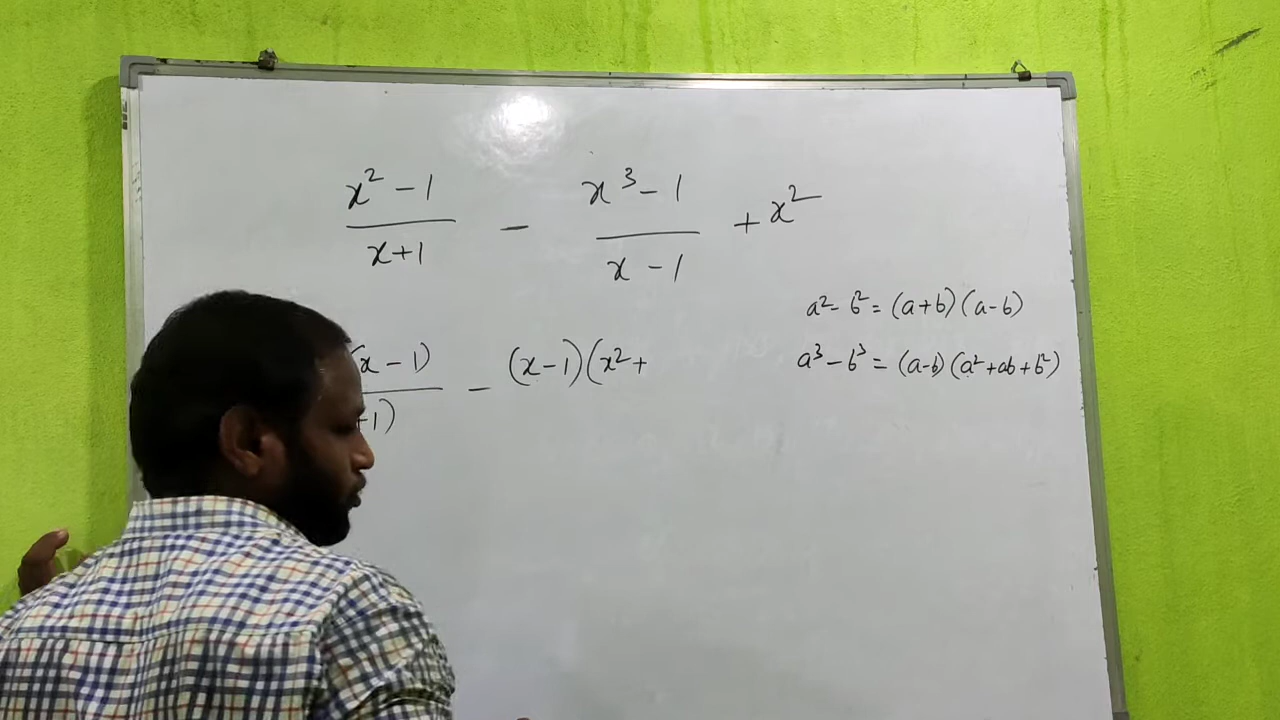 x² - 1 / x + 1 - x³ - 1 / x - 1 + x²
a² - b² = (a+b)(a-b)
(x - 1) / +1) - (x-1)(x² +
a³ - b³ = (a-b)(a² + ab + b²)